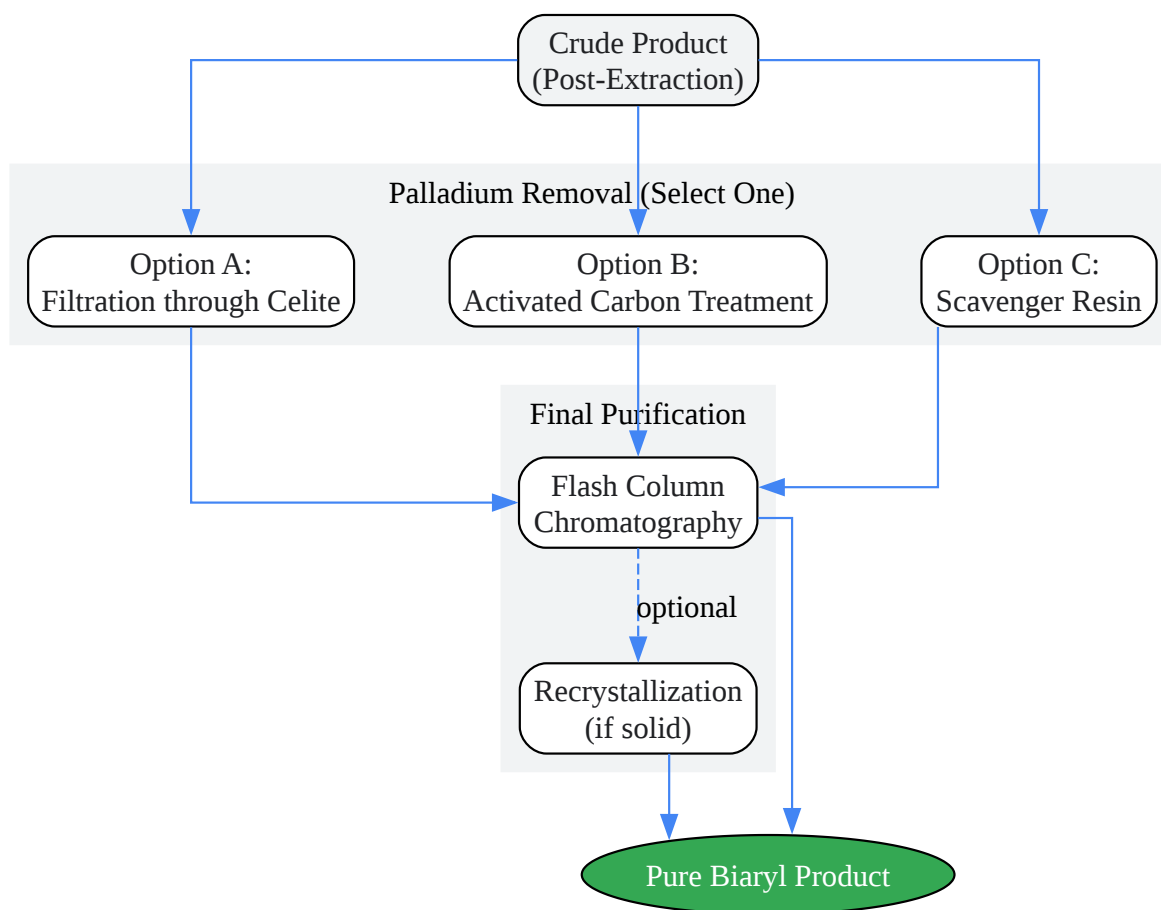 Crude Product
(Post-Extraction)
Palladium Removal (Select One)
Option A:
Filtration through Celite
Option B:
Activated Carbon Treatment
Option C:
Scavenger Resin
Final Purification
Flash Column
Chromatography
optional
Recrystallization
(if solid)
Pure Biaryl Product